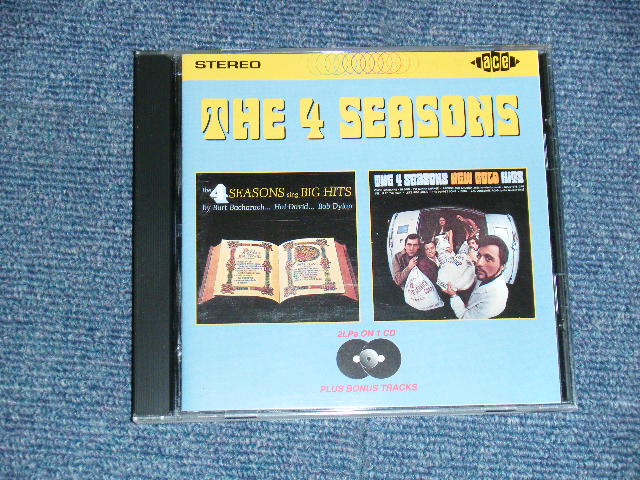 STEREO
ace
THE 4 SEASONS
the 4 SEASONS sing BIG HITS
by Burt Bacharach... Hal David... Bob Dylan
THE 4 SEASONS NEW GOLD HITS
2LPs ON 1 CD
PLUS BONUS TRACKS